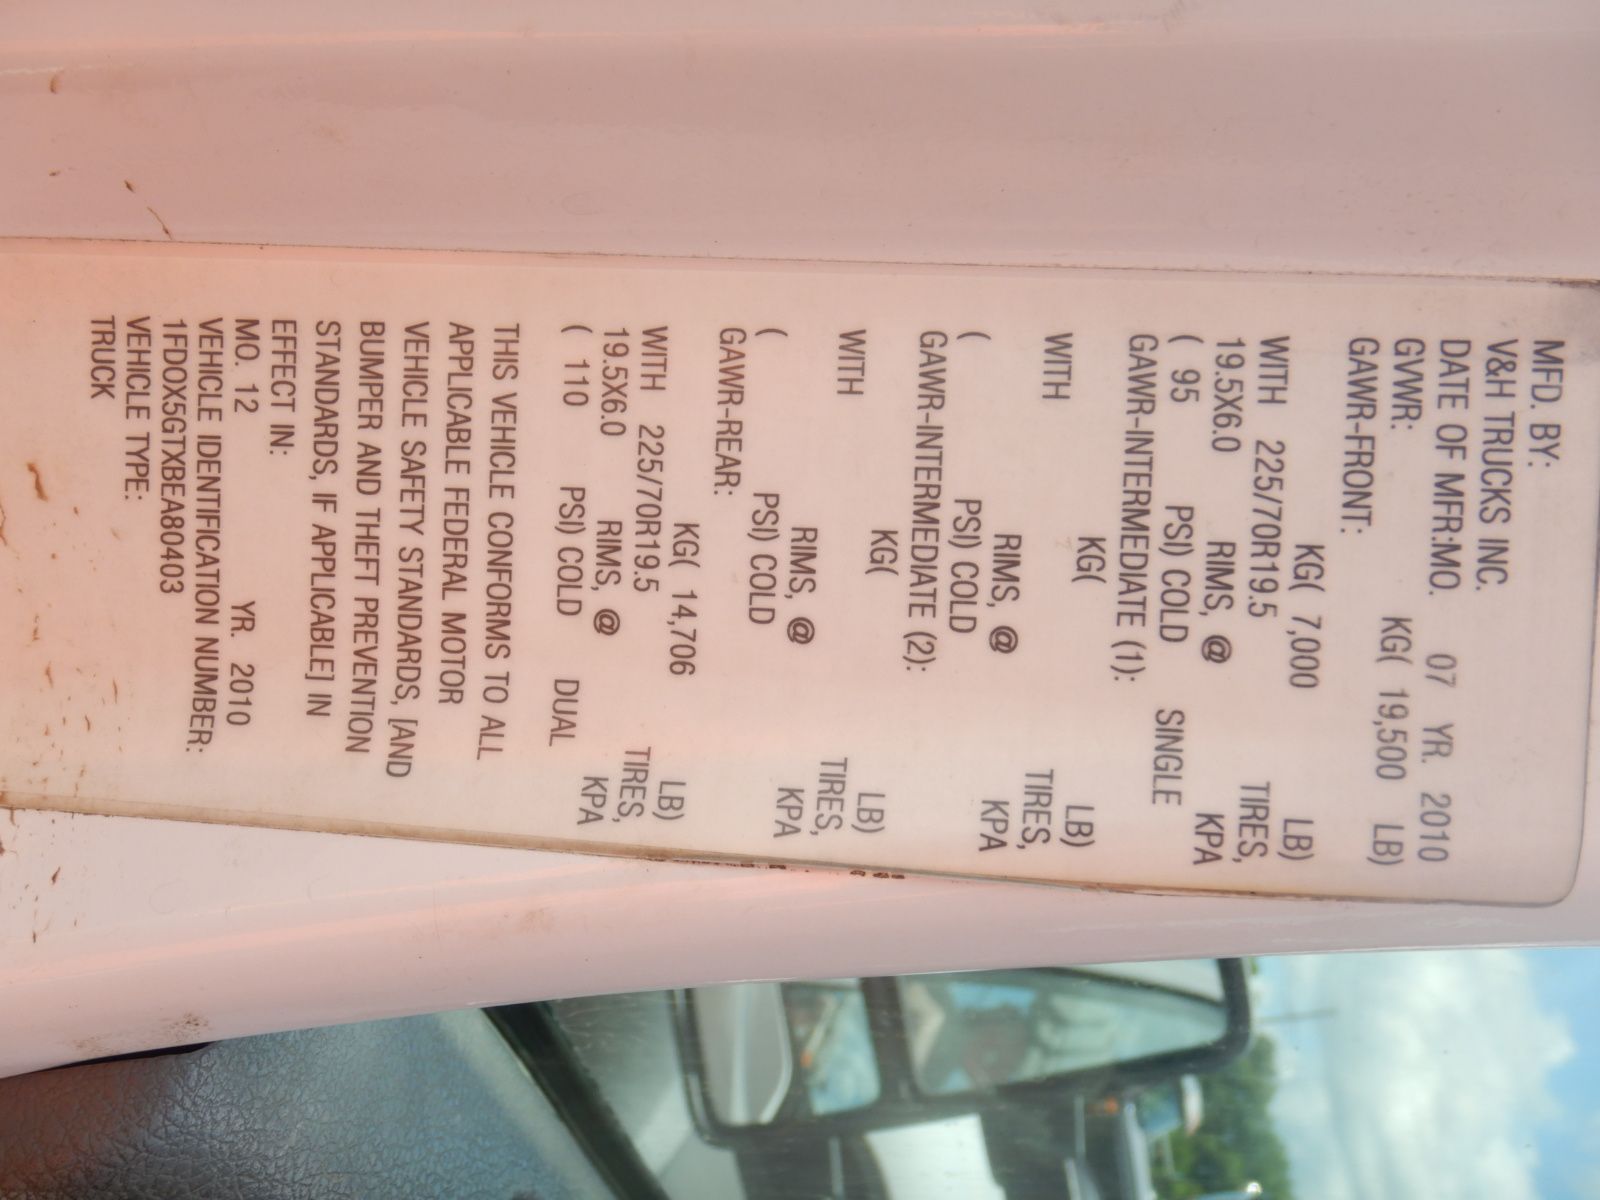 MFD. BY:
V&H TRUCKS INC.
DATE OF MFR:MO. 07 YR. 2010
GVWR: KG( 19,500 LB)
GAWR-FRONT:
KG( 7,000 LB)
WITH 225/70R19.5 TIRES,
19.5X6.0 RIMS, @ KPA
( 95 PSI) COLD SINGLE
GAWR-INTERMEDIATE (1):
KG( LB)
WITH TIRES,
RIMS, @ KPA
( PSI) COLD
GAWR-INTERMEDIATE (2):
KG( LB)
WITH TIRES,
RIMS, @ KPA
( PSI) COLD
GAWR-REAR:
KG( 14,706 LB)
WITH 225/70R19.5 TIRES,
19.5X6.0 RIMS, @ KPA
( 110 PSI) COLD DUAL
THIS VEHICLE CONFORMS TO ALL
APPLICABLE FEDERAL MOTOR
VEHICLE SAFETY STANDARDS, [AND
BUMPER AND THEFT PREVENTION
STANDARDS, IF APPLICABLE] IN
EFFECT IN:
MO. 12 YR. 2010
VEHICLE IDENTIFICATION NUMBER:
1FDOX5GTXBEA80403
VEHICLE TYPE:
TRUCK